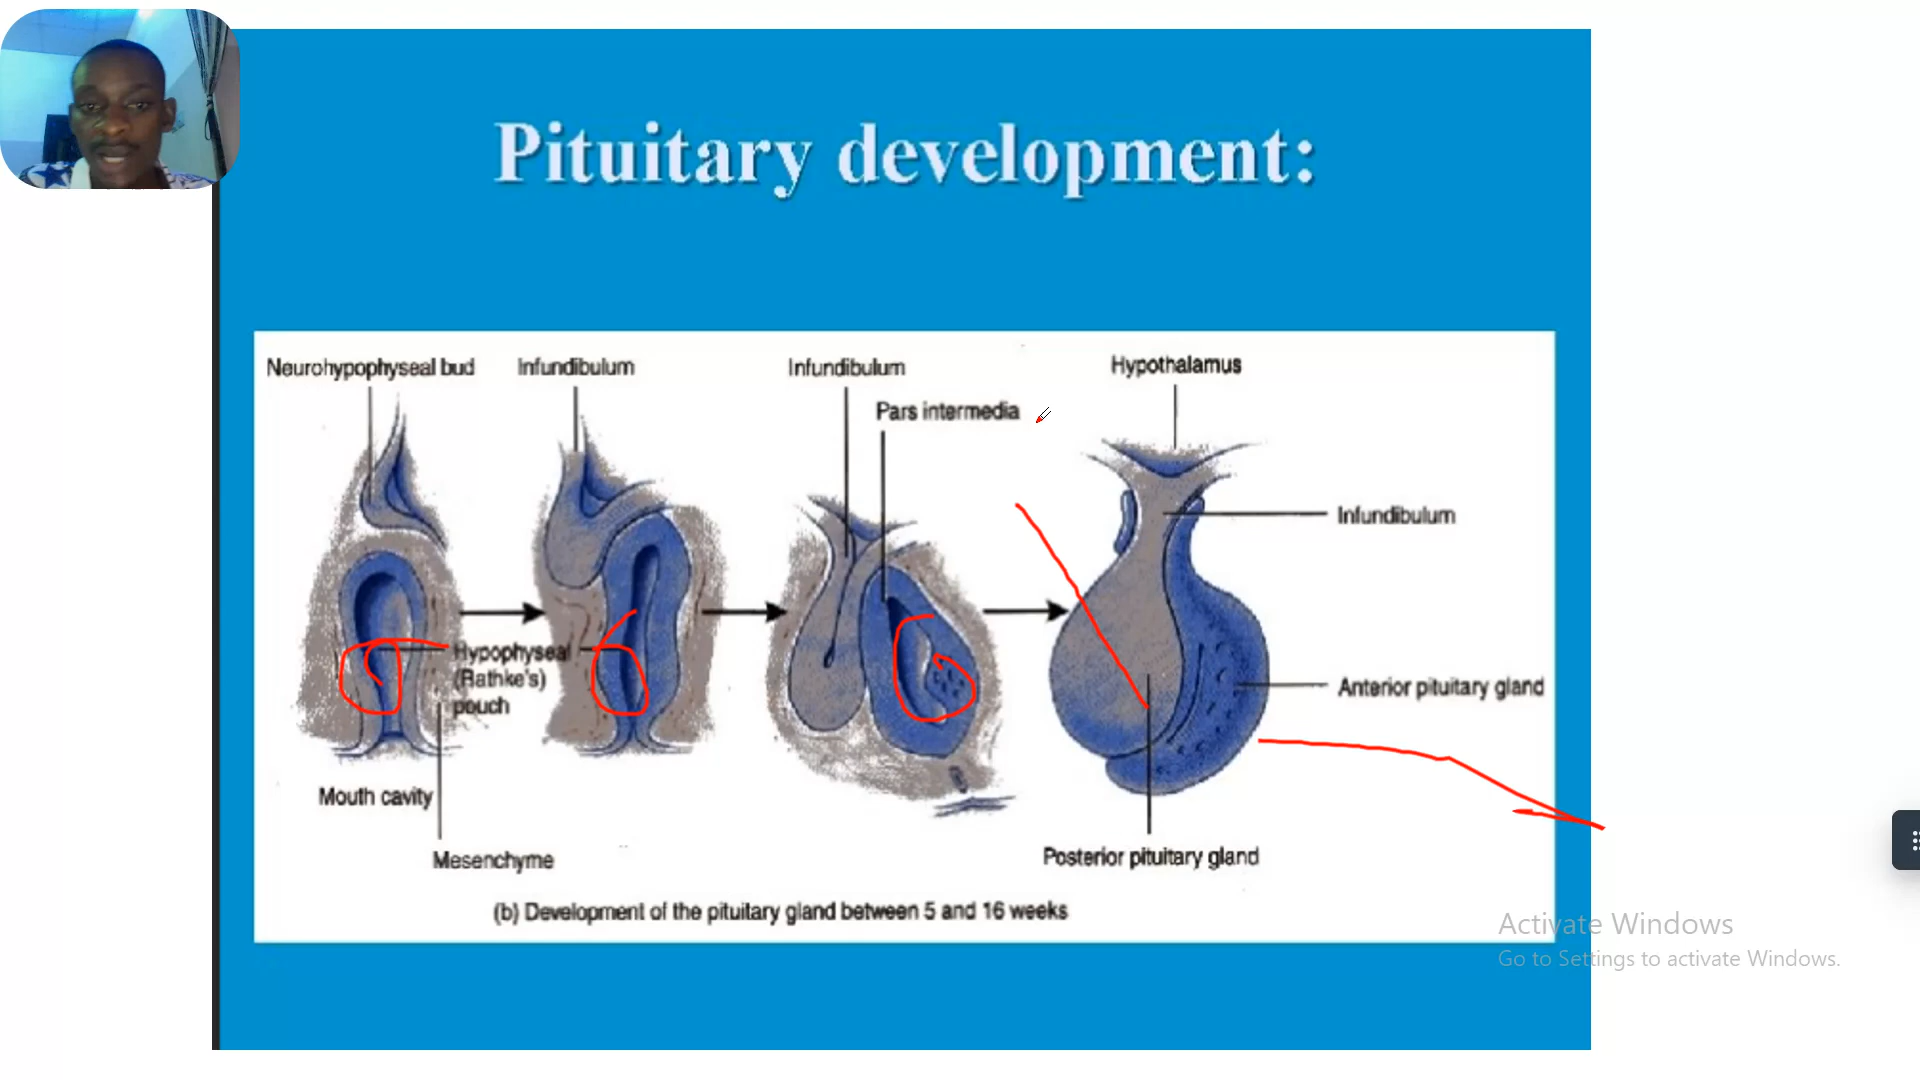 Pituitary development:
Neurohypophyseal bud
Infundibulum
Infundibulum
Hypothalamus
Pars intermedia
Infundibulum
Hypophyseal
(Rathke's)
pouch
Anterior pituitary gland
Mouth cavity
Mesenchyme
Posterior pituitary gland
(b) Development of the pituitary gland between 5 and 16 weeks
Activate Windows
Go to Settings to activate Windows.